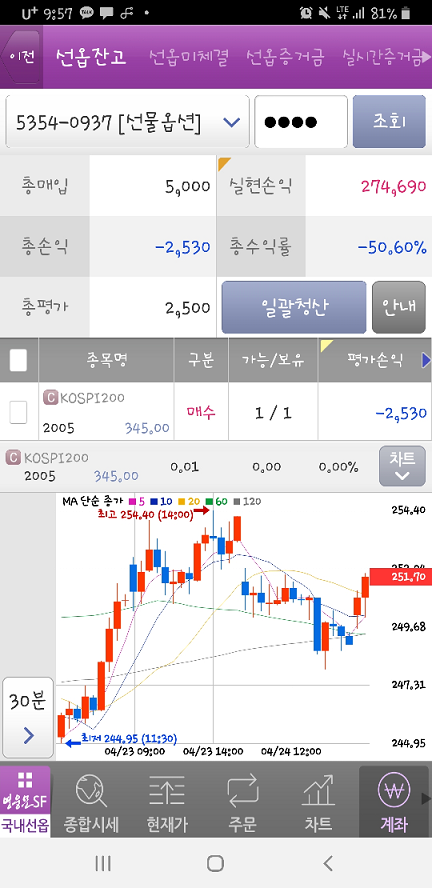 U+ 9:57 LTE 81%
이전 선옵잔고 선옵미체결 선옵증거금 실시간증거금
5354-0937 [선물옵션] ●●●● 조회
총매입 5,000 실현손익 274,690
총손익 -2,530 총수익률 -50.60%
총평가 2,500 일괄청산 안내
종목명 구분 가능/보유 평가손익
C KOSPI200
2005 345.00 매수 1 / 1 -2,530
C KOSPI200
2005 345.00 0.01 0.00 0.00% 차트
MA 단순 종가 5 10 20 60 120
최고 254.40 (14:00) 254.40
251.70
249.68
30분
247.31
최저 244.95 (11:30) 244.95
04/23 09:00 04/23 14:00 04/24 12:00
영웅문SF
국내선옵 종합시세 현재가 주문 차트 계좌